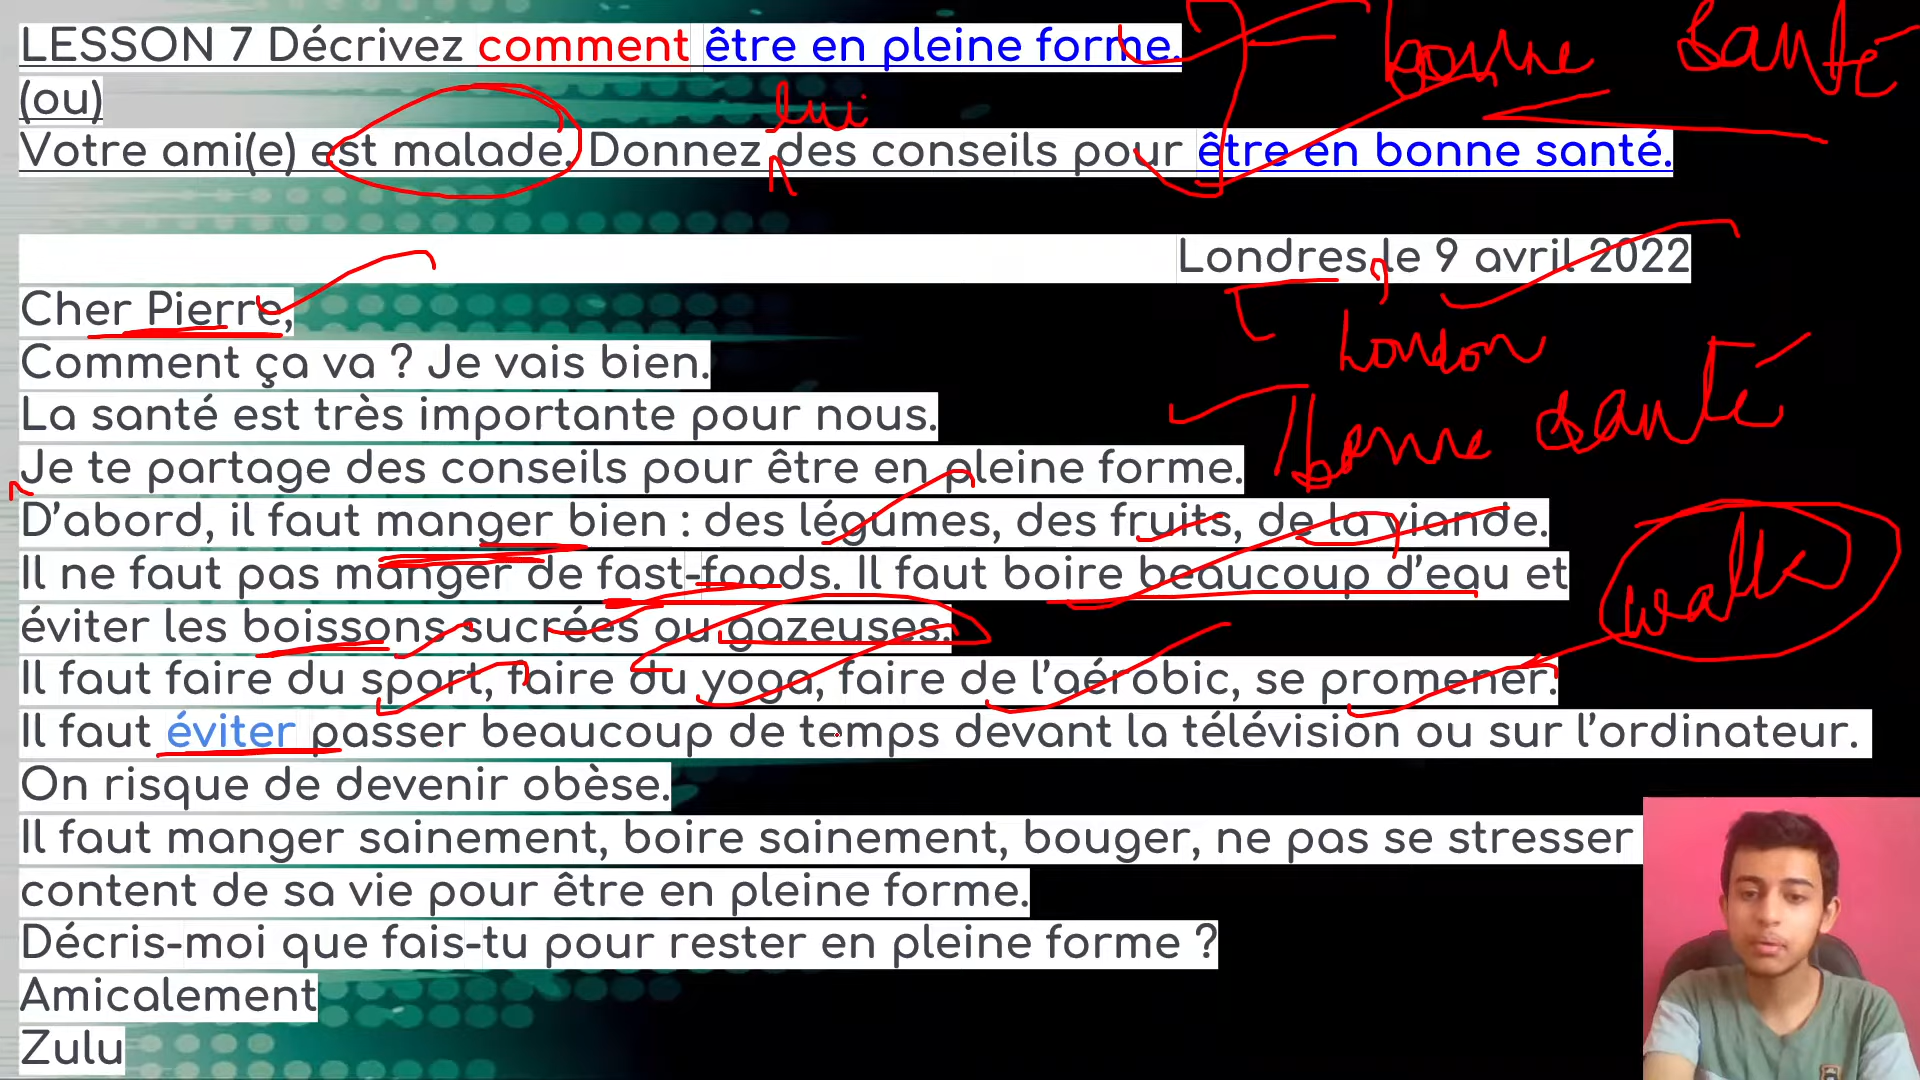 LESSON 7 Décrivez comment être en pleine forme. bonne santé
(ou)
lui
Votre ami(e) est malade. Donnez des conseils pour être en bonne santé.
Londres le 9 avril 2022
Cher Pierre,
London
Comment ça va ? Je vais bien.
La santé est très importante pour nous.
bonne santé
Je te partage des conseils pour être en pleine forme.
D’abord, il faut manger bien : des légumes, des fruits, de la viande.
Il ne faut pas manger de fast-foods. Il faut boire beaucoup d’eau et
walk
éviter les boissons sucrées ou gazeuses.
Il faut faire du sport, faire du yoga, faire de l’aérobic, se promener.
Il faut éviter passer beaucoup de temps devant la télévision ou sur l’ordinateur.
On risque de devenir obèse.
Il faut manger sainement, boire sainement, bouger, ne pas se stresser
content de sa vie pour être en pleine forme.
Décris-moi que fais-tu pour rester en pleine forme ?
Amicalement
Zulu